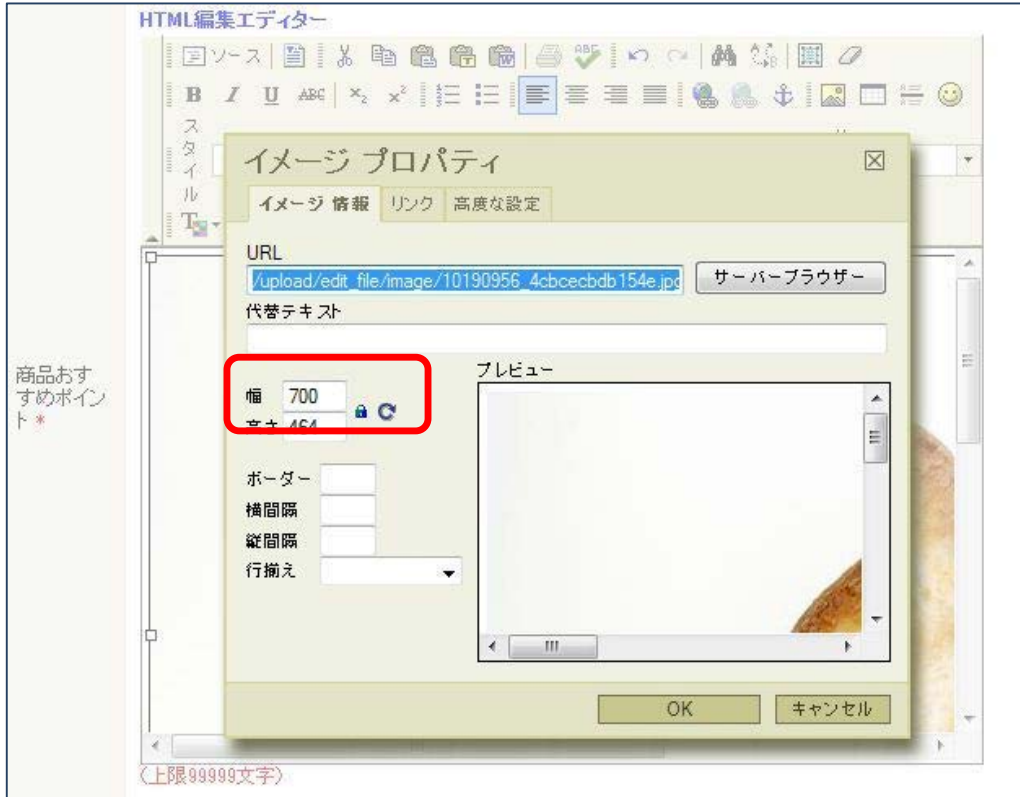 HTML編集エディター
ソース
B I U ABC ×₂ ×²
スタイル
イメージ プロパティ
イメージ 情報 リンク 高度な設定
URL
/upload/edit_file/image/10190956_4cbcecbdb154e.jpg
サーバーブラウザー
代替テキスト
商品おす
すめポイン
ト *
幅 700
高さ 464
プレビュー
ボーダー
横間隔
縦間隔
行揃え
OK キャンセル
(上限99999文字)